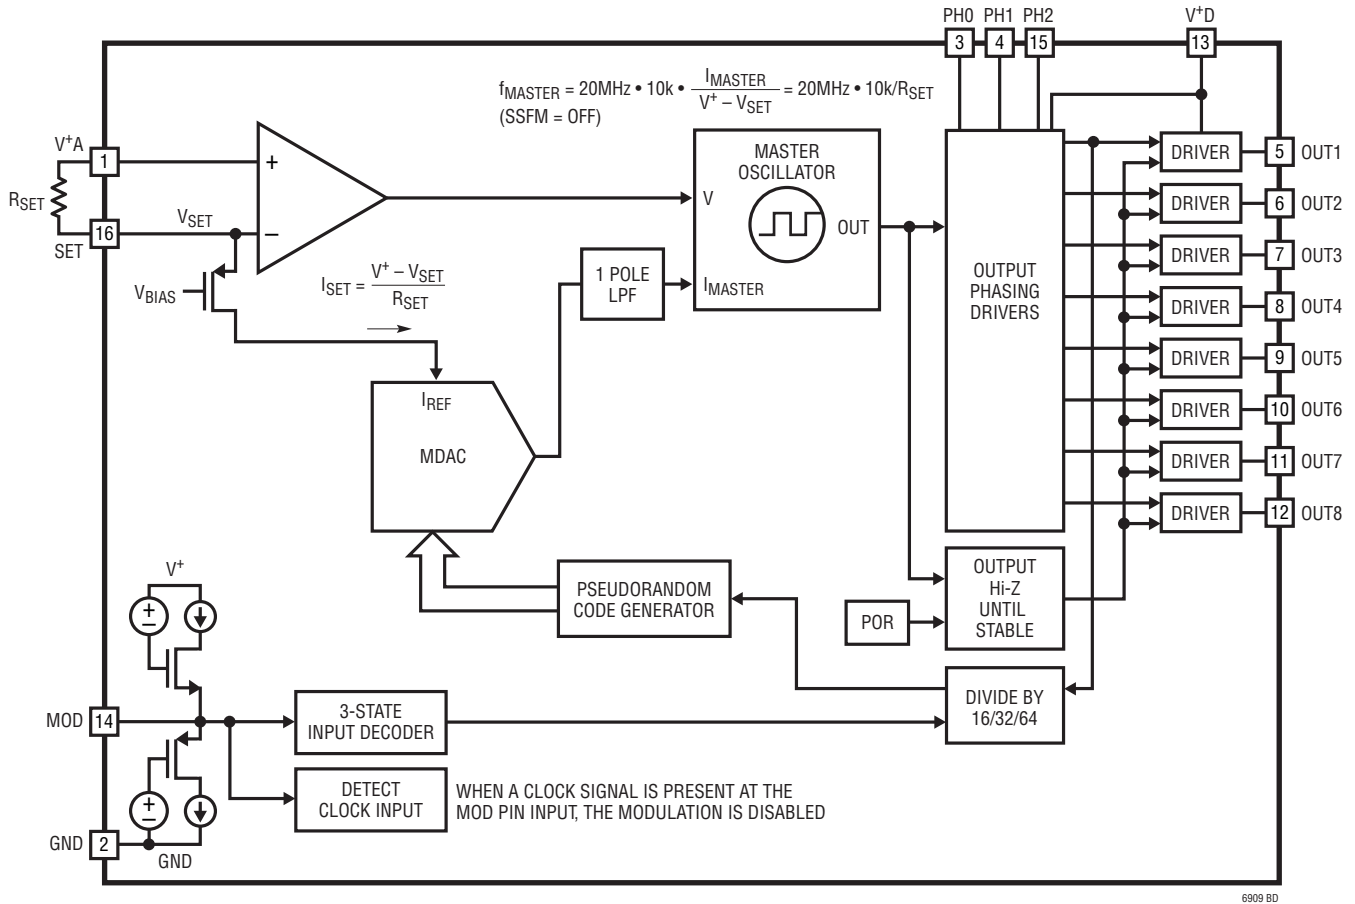 PH0 PH1 PH2 V+D
3 4 15 13
fMASTER = 20MHz • 10k • IMASTER / V+ – VSET = 20MHz • 10k/RSET
(SSFM = OFF)
V+A
1
RSET
16
SET
VSET
+
–
VBIAS
ISET = V+ – VSET / RSET
MASTER
OSCILLATOR
V
OUT
IMASTER
1 POLE
LPF
IREF
MDAC
OUTPUT
PHASING
DRIVERS
DRIVER 5 OUT1
DRIVER 6 OUT2
DRIVER 7 OUT3
DRIVER 8 OUT4
DRIVER 9 OUT5
DRIVER 10 OUT6
DRIVER 11 OUT7
DRIVER 12 OUT8
PSEUDORANDOM
CODE GENERATOR
POR
OUTPUT
Hi-Z
UNTIL
STABLE
DIVIDE BY
16/32/64
V+
+
–
MOD
14
3-STATE
INPUT DECODER
DETECT
CLOCK INPUT
WHEN A CLOCK SIGNAL IS PRESENT AT THE
MOD PIN INPUT, THE MODULATION IS DISABLED
+
–
GND
2
GND
6909 BD